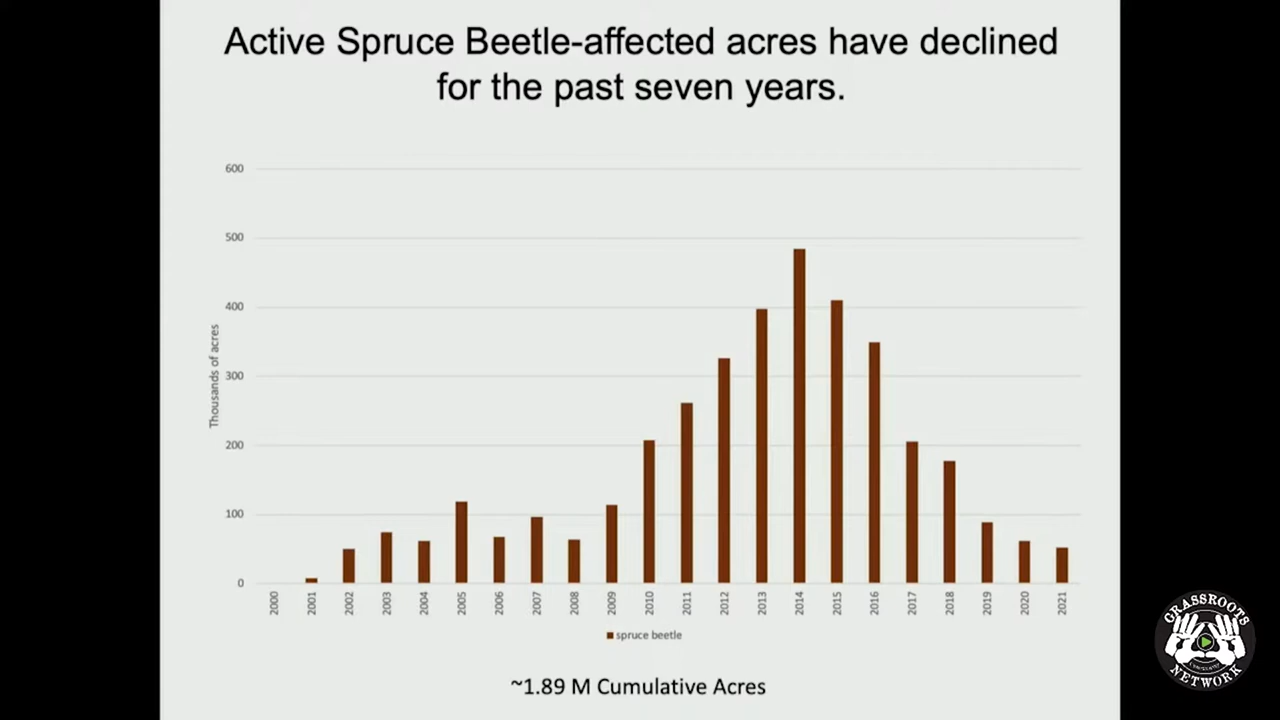 Active Spruce Beetle-affected acres have declined
for the past seven years.
600
500
400
300
200
100
0
Thousands of acres
2000 2001 2002 2003 2004 2005 2006 2007 2008 2009 2010 2011 2012 2013 2014 2015 2016 2017 2018 2019 2020 2021
spruce beetle
~1.89 M Cumulative Acres
GRASSROOTS
NETWORK